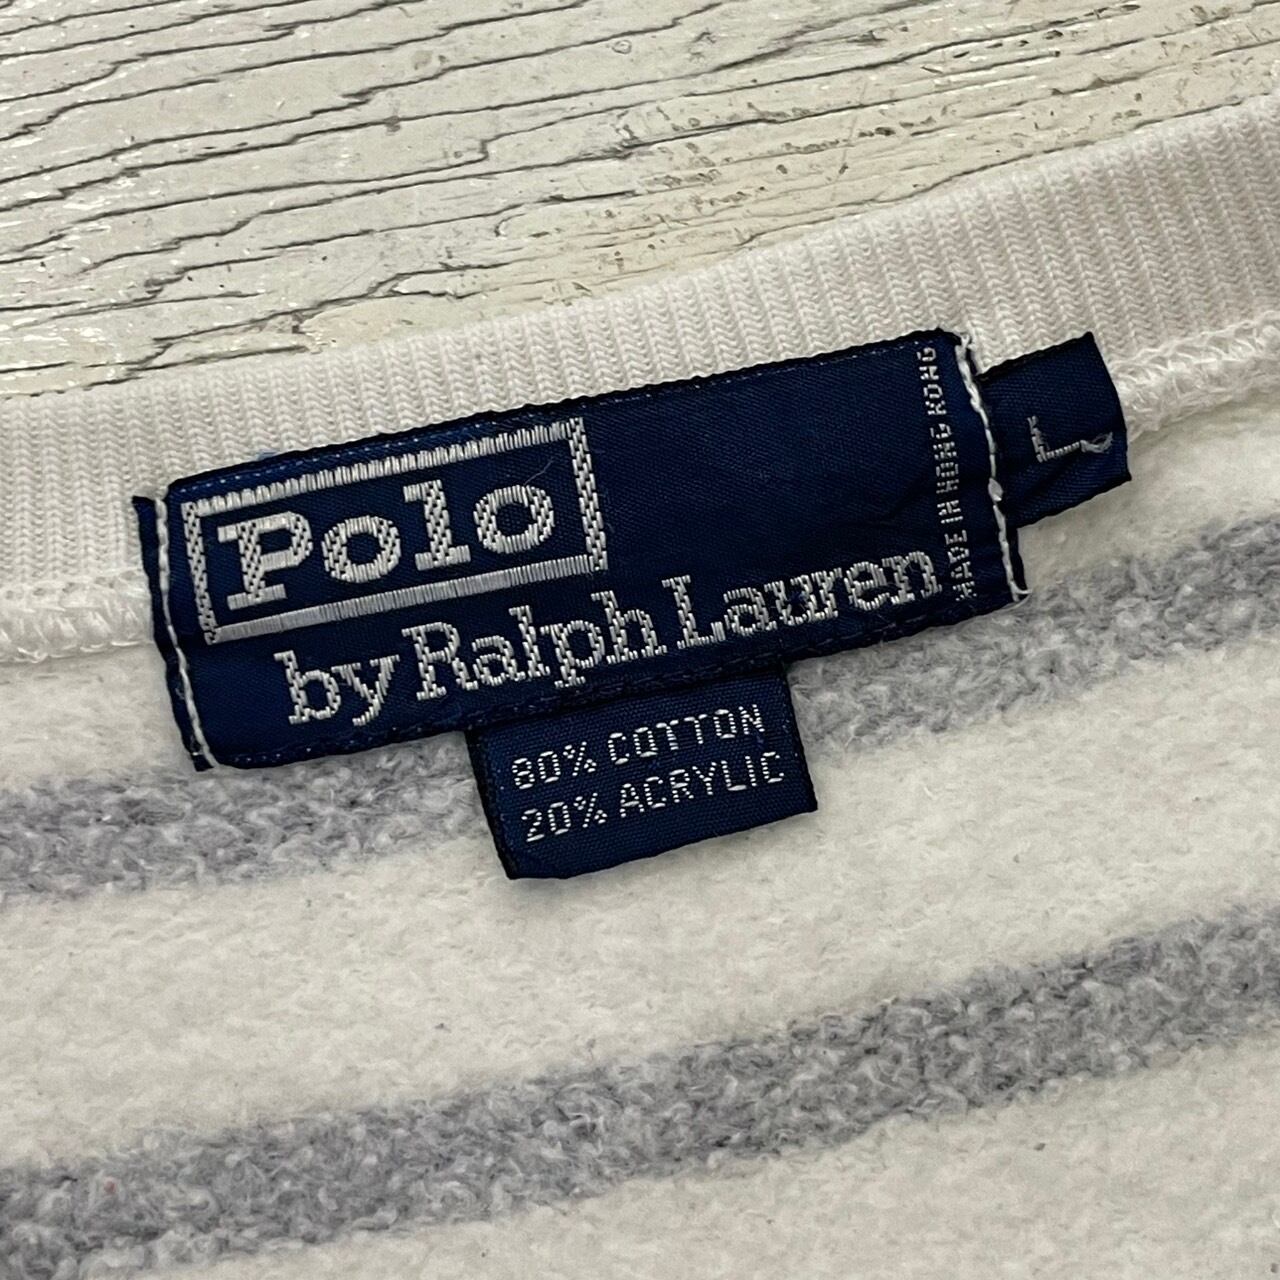 Polo
by Ralph Lauren
MADE IN HONG KONG
L
80% COTTON
20% ACRYLIC